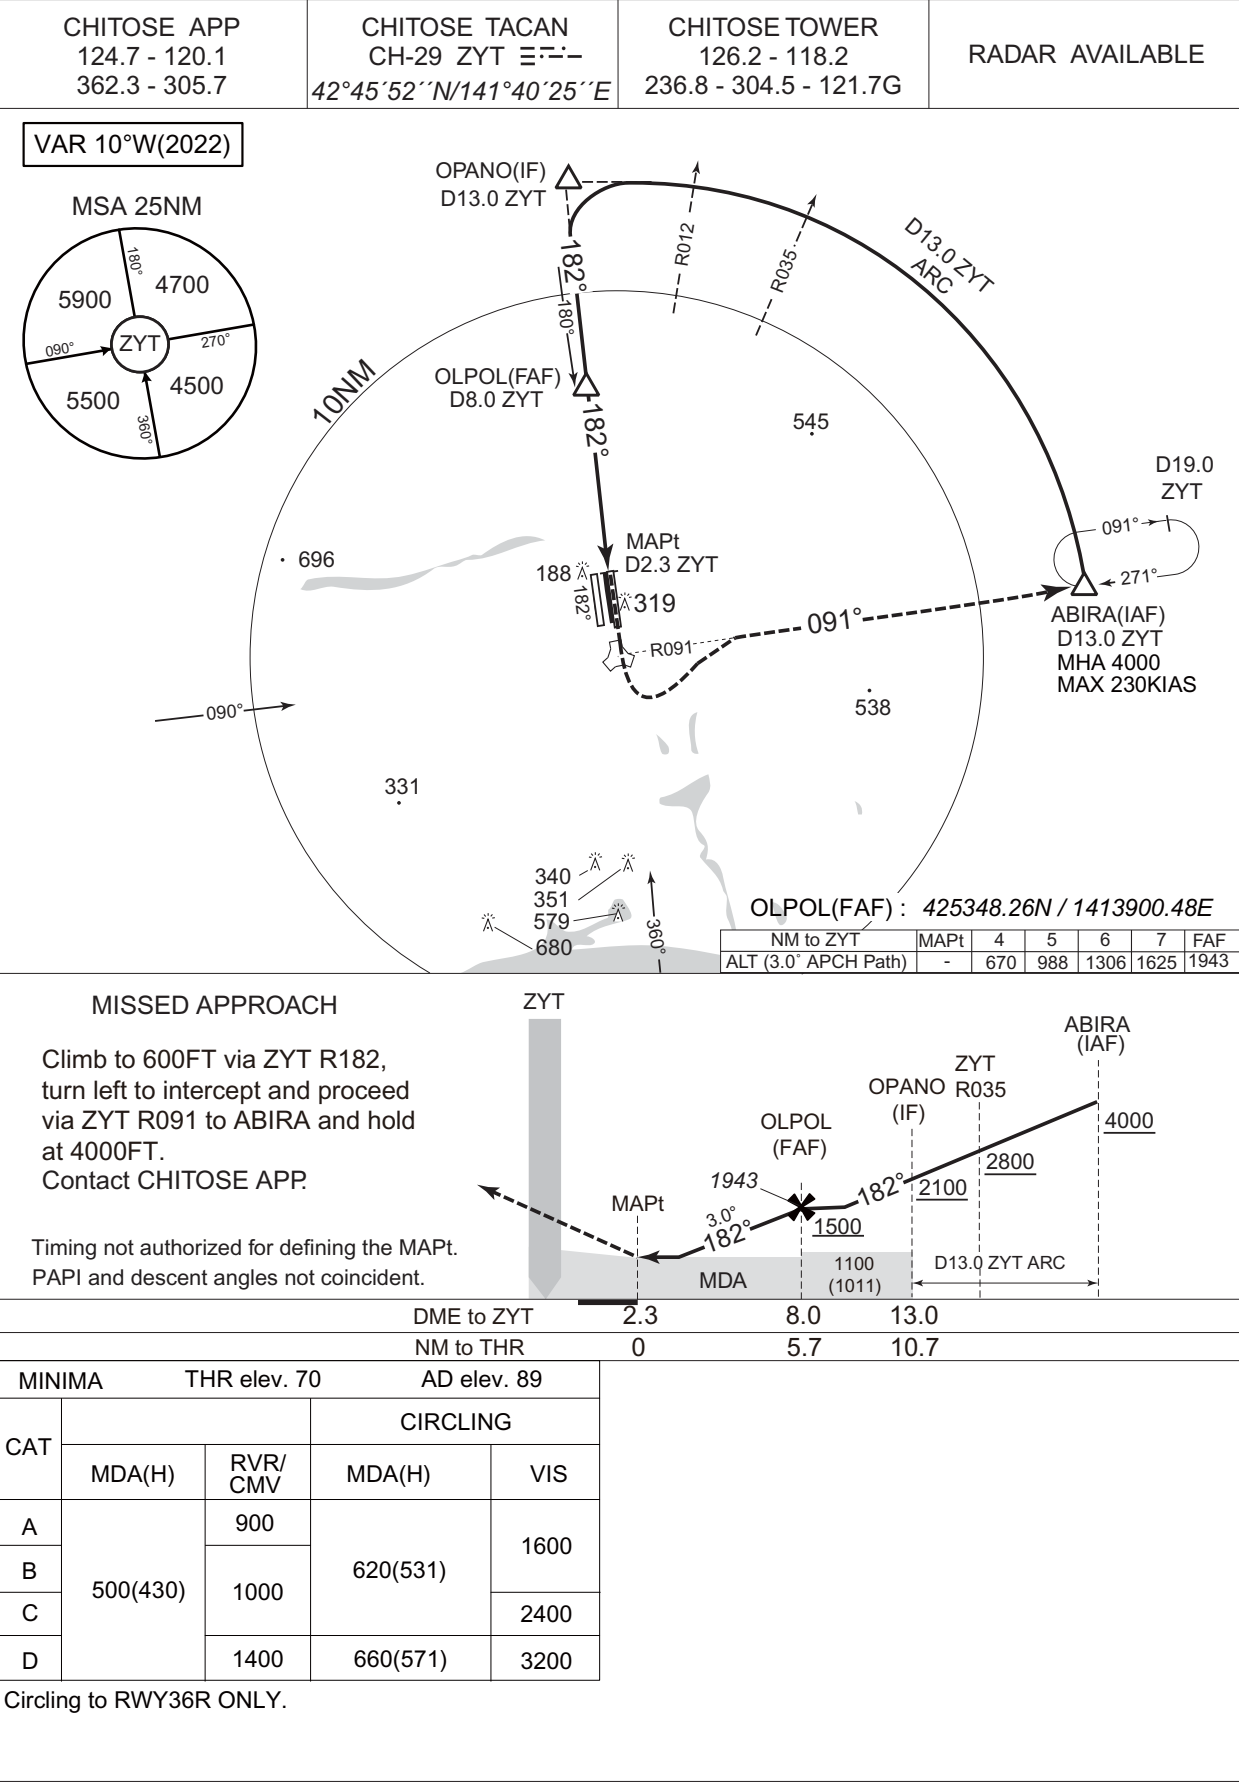 CHITOSE APP
124.7 - 120.1
362.3 - 305.7
CHITOSE TACAN
CH-29 ZYT
42°45´52´´N/141°40´25´´E
CHITOSE TOWER
126.2 - 118.2
236.8 - 304.5 - 121.7G
RADAR AVAILABLE
VAR 10°W(2022)
MSA 25NM
180°
5900
4700
ZYT
090°
270°
5500
4500
360°
OPANO(IF)
D13.0 ZYT
R012
R035
D13.0 ZYT
ARC
182°
180°
10NM
OLPOL(FAF)
D8.0 ZYT
182°
545
D19.0
ZYT
091°
271°
696
MAPt
D2.3 ZYT
188
182°
319
R091
091°
ABIRA(IAF)
D13.0 ZYT
MHA 4000
MAX 230KIAS
090°
538
331
340
351
579
680
360°
OLPOL(FAF) : 425348.26N / 1413900.48E
NM to ZYT MAPt 4 5 6 7 FAF
ALT (3.0° APCH Path) - 670 988 1306 1625 1943
MISSED APPROACH
Climb to 600FT via ZYT R182,
turn left to intercept and proceed
via ZYT R091 to ABIRA and hold
at 4000FT.
Contact CHITOSE APP.
Timing not authorized for defining the MAPt.
PAPI and descent angles not coincident.
ZYT
ABIRA
(IAF)
ZYT
R035
OPANO
(IF)
OLPOL
(FAF)
4000
2800
2100
1943
182°
MAPt
3.0°
182°
1500
MDA
1100
(1011)
D13.0 ZYT ARC
DME to ZYT 2.3 8.0 13.0
NM to THR 0 5.7 10.7
MINIMA THR elev. 70 AD elev. 89
CAT
CIRCLING
MDA(H)
RVR/
CMV
MDA(H)
VIS
A
900
1600
B
500(430)
1000
620(531)
C
2400
D
1400
660(571)
3200
Circling to RWY36R ONLY.